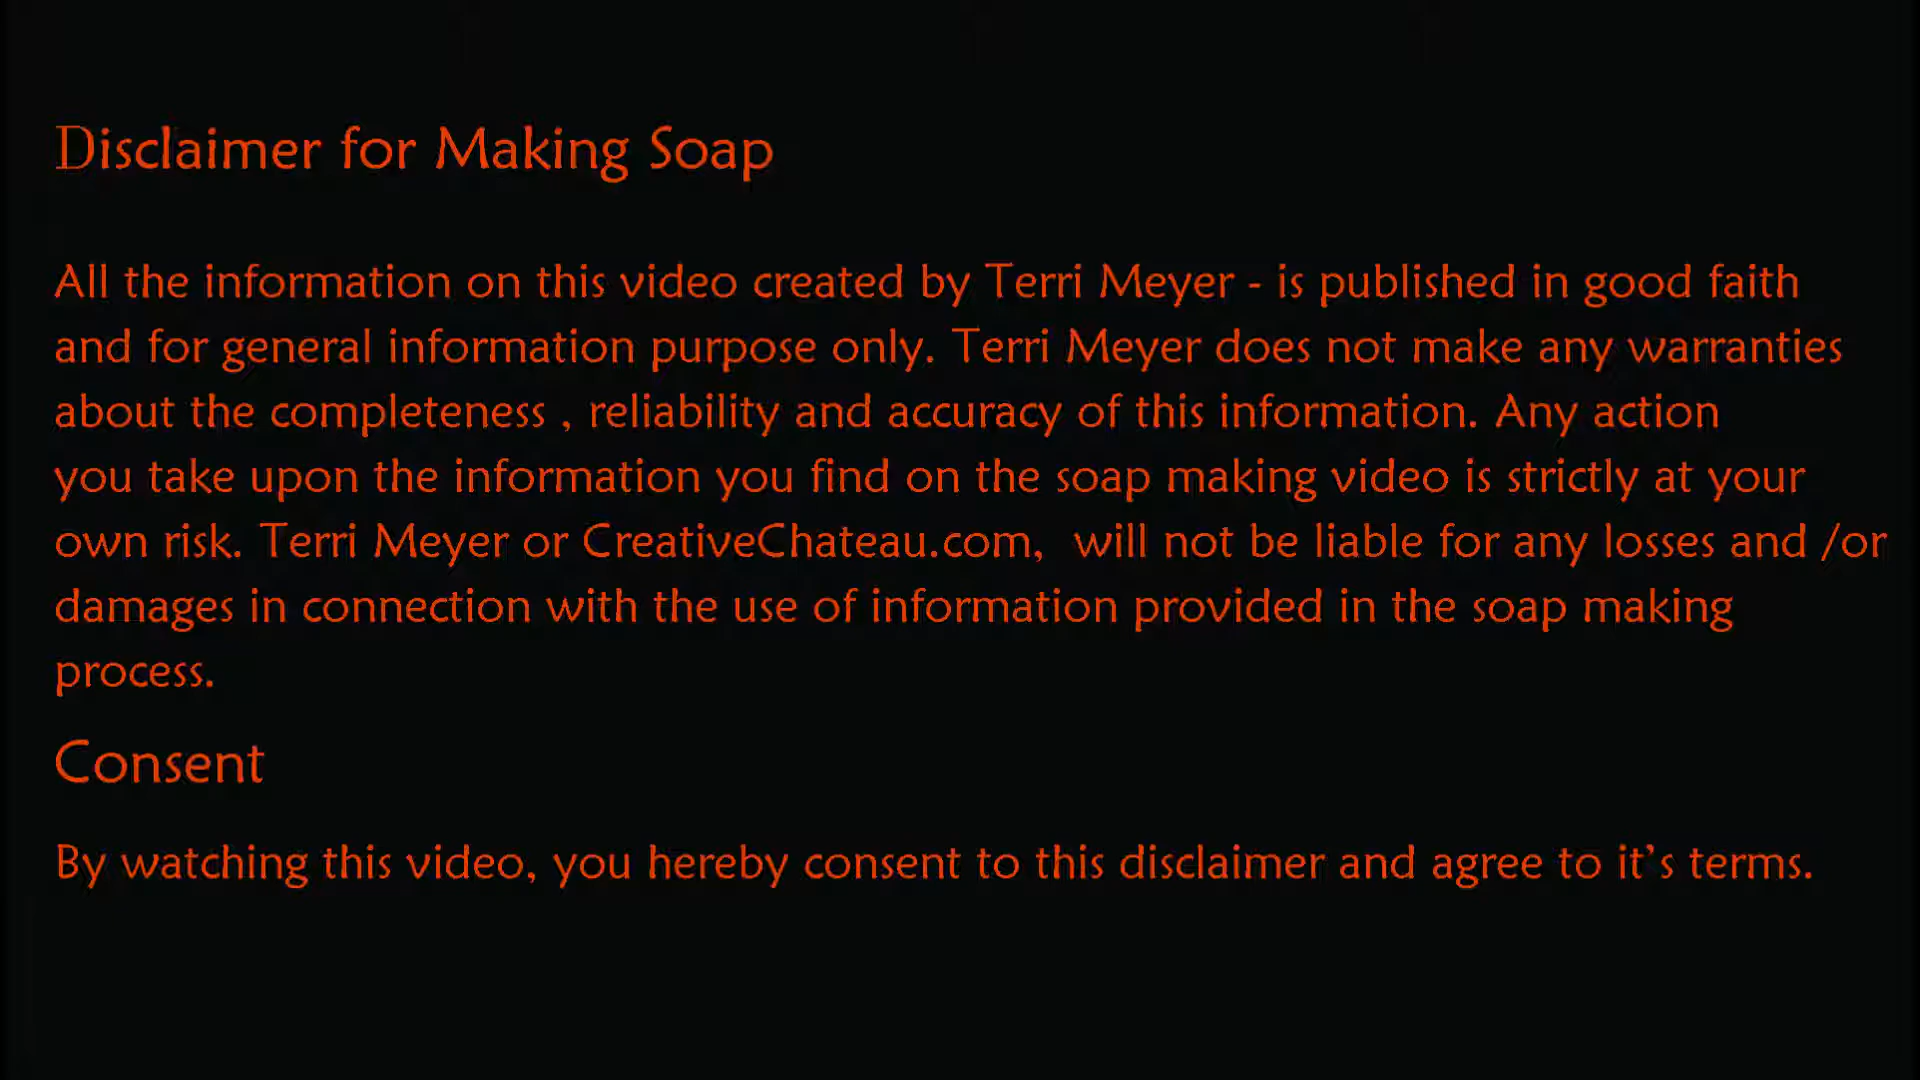 Disclaimer for Making Soap
All the information on this video created by Terri Meyer - is published in good faith
and for general information purpose only. Terri Meyer does not make any warranties
about the completeness , reliability and accuracy of this information. Any action
you take upon the information you find on the soap making video is strictly at your
own risk. Terri Meyer or CreativeChateau.com,  will not be liable for any losses and /or
damages in connection with the use of information provided in the soap making
process.
Consent
By watching this video, you hereby consent to this disclaimer and agree to it’s terms.